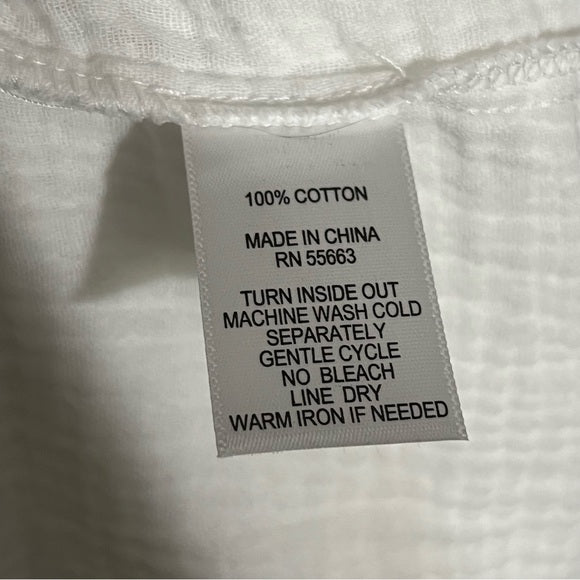 100% COTTON
MADE IN CHINA
RN 55663
TURN INSIDE OUT
MACHINE WASH COLD
SEPARATELY
GENTLE CYCLE
NO BLEACH
LINE DRY
WARM IRON IF NEEDED